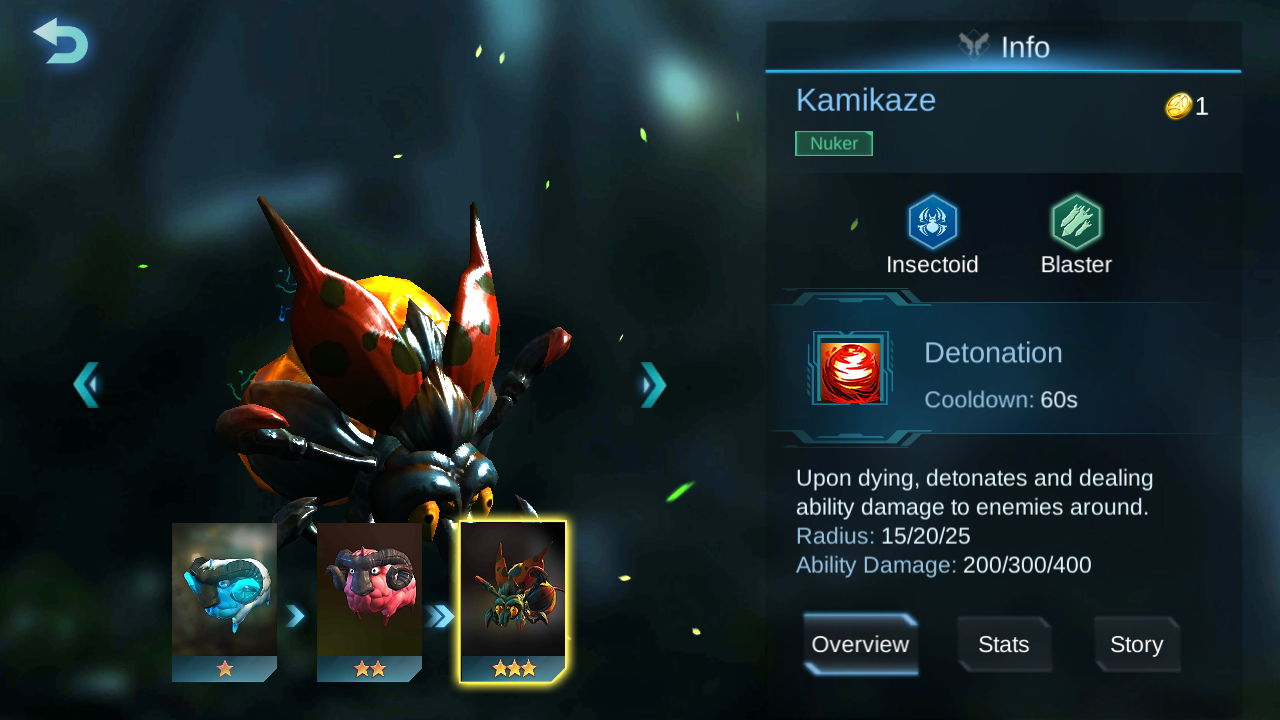 Info
Kamikaze
1
Nuker
Insectoid
Blaster
Detonation
Cooldown: 60s
Upon dying, detonates and dealing
ability damage to enemies around.
Radius: 15/20/25
Ability Damage: 200/300/400
Overview
Stats
Story